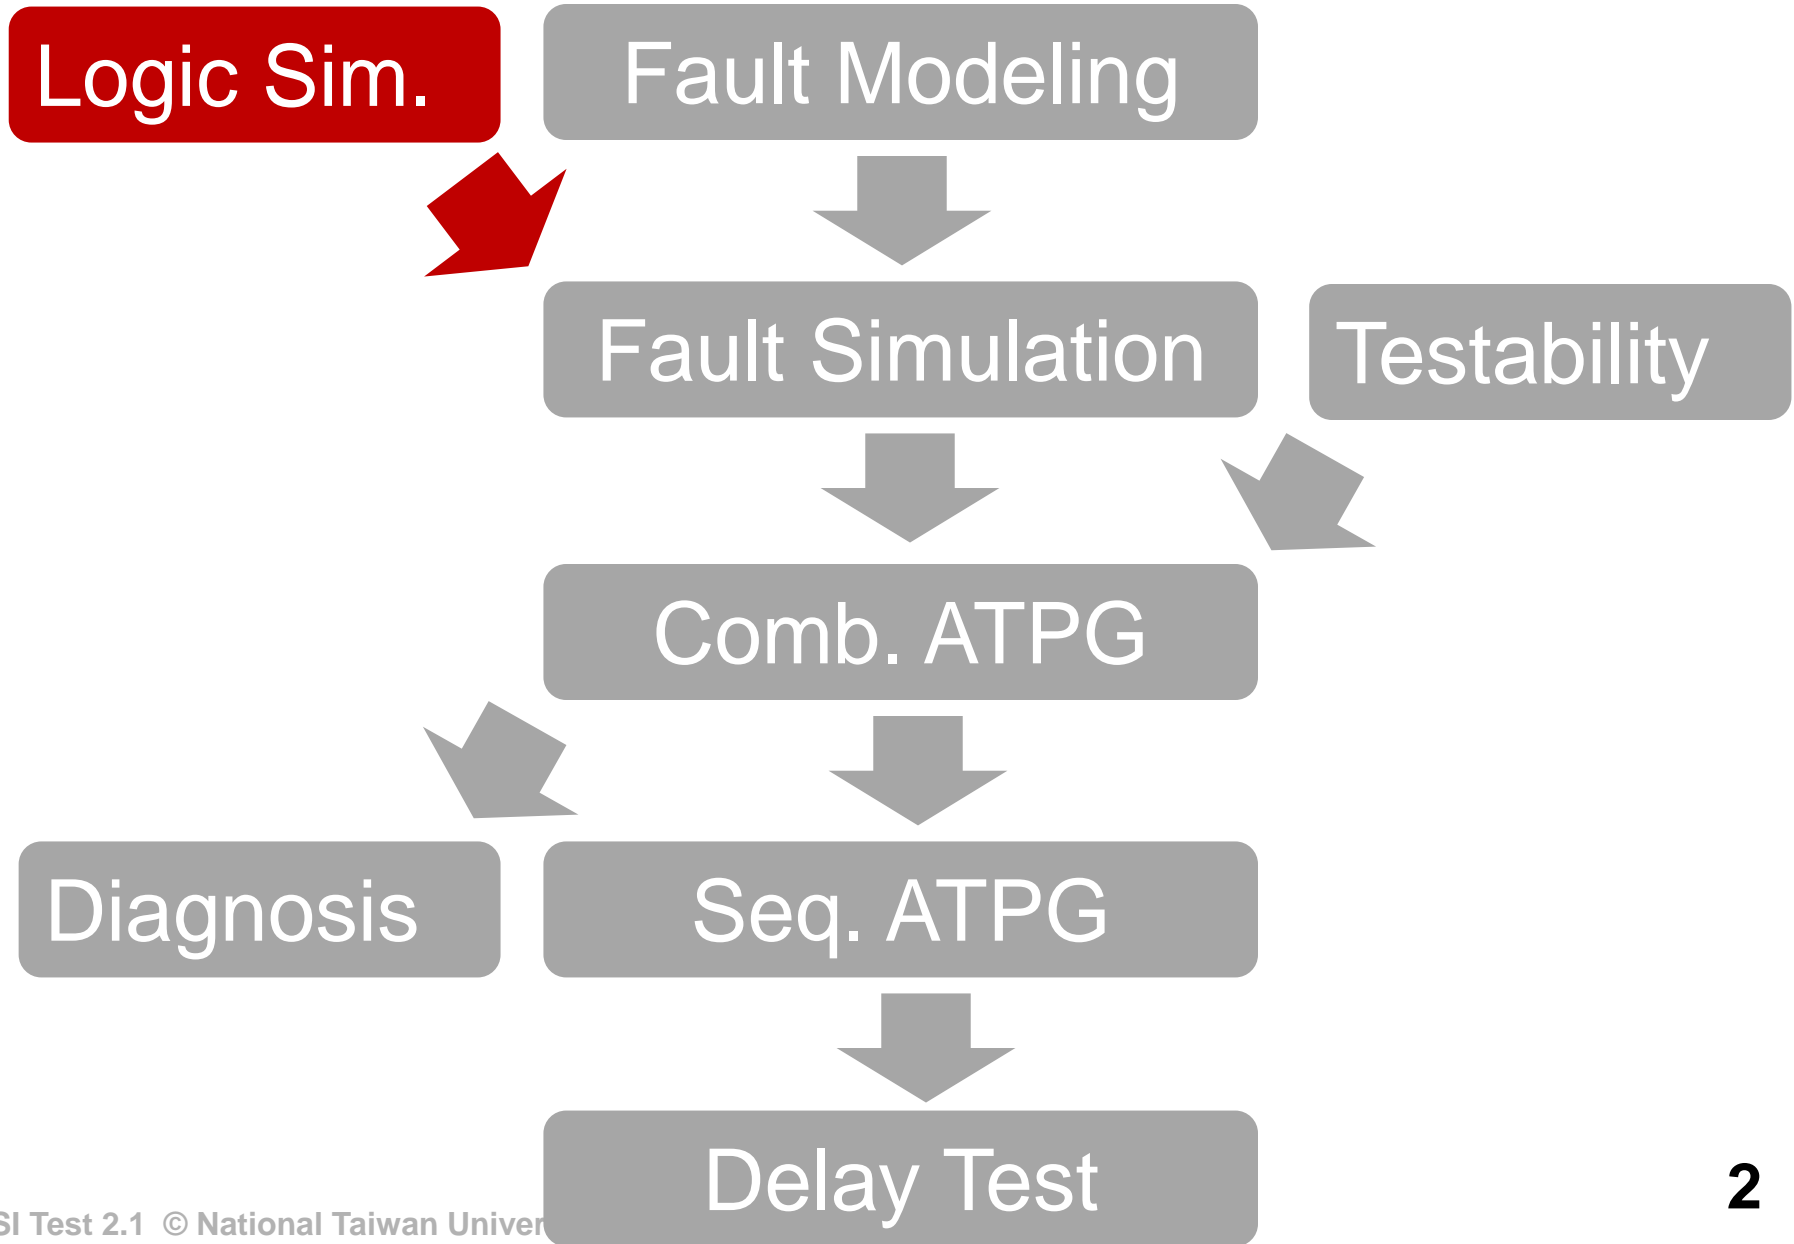 Logic Sim.
Fault Modeling
Fault Simulation
Testability
Comb. ATPG
Diagnosis
Seq. ATPG
Delay Test
Test 2.1 © National Taiwan
2